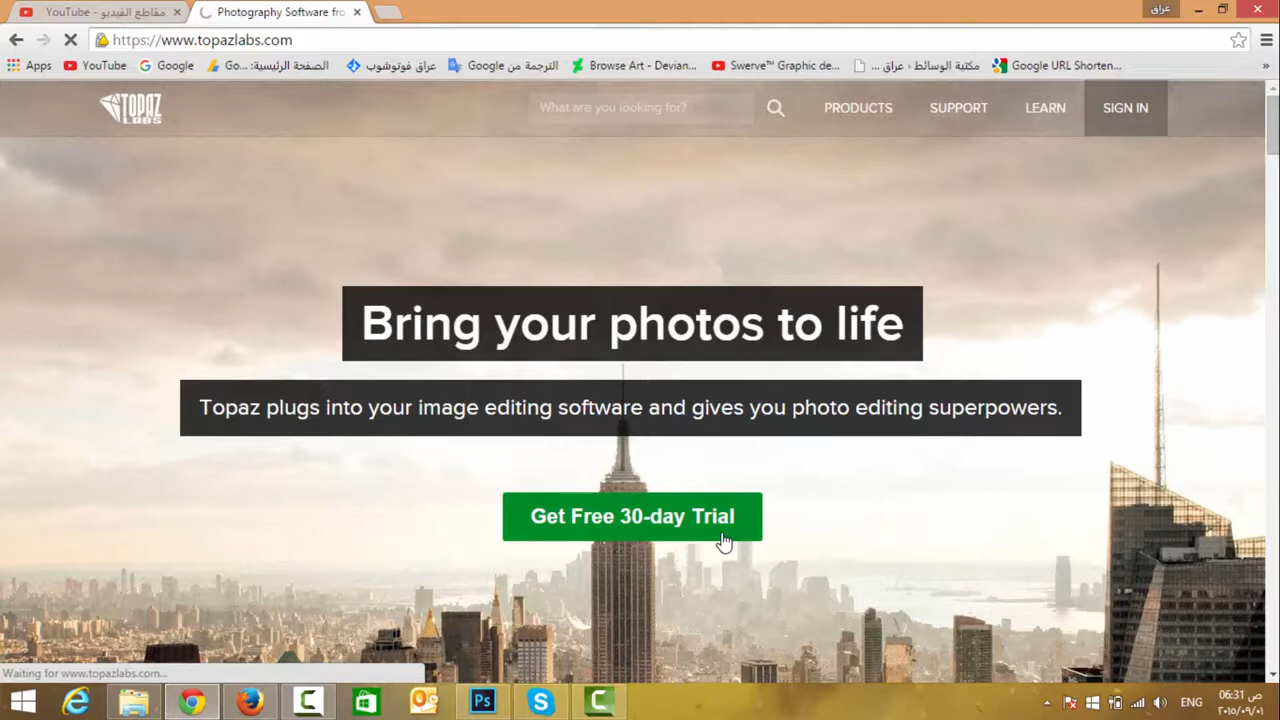 مقاطع الفيديو - YouTube
Photography Software fro
عراق
https://www.topazlabs.com
Apps
YouTube
Google
الصفحة الرئيسية: ...Go
عراق فوتوشوب
الترجمة من Google
Browse Art - Devian...
Swerve™ Graphic de...
مكتبة الوسائط ‹ عراق ...
Google URL Shorten...
»
TOPAZ
LABS
What are you looking for?
PRODUCTS
SUPPORT
LEARN
SIGN IN
Bring your photos to life
Topaz plugs into your image editing software and gives you photo editing superpowers.
Get Free 30-day Trial
Waiting for www.topazlabs.com...
Ps
ENG
06:31 ص
٢٠١٥/٠٩/٠١